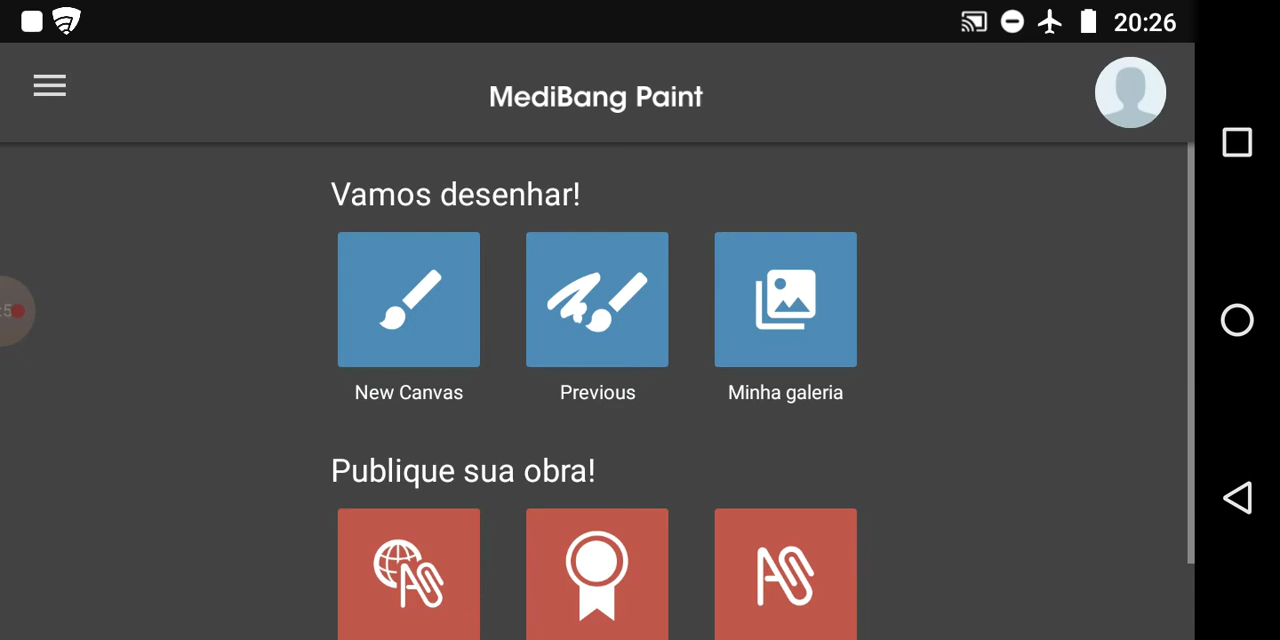 20:26
MediBang Paint
Vamos desenhar!
New Canvas
Previous
Minha galeria
Publique sua obra!